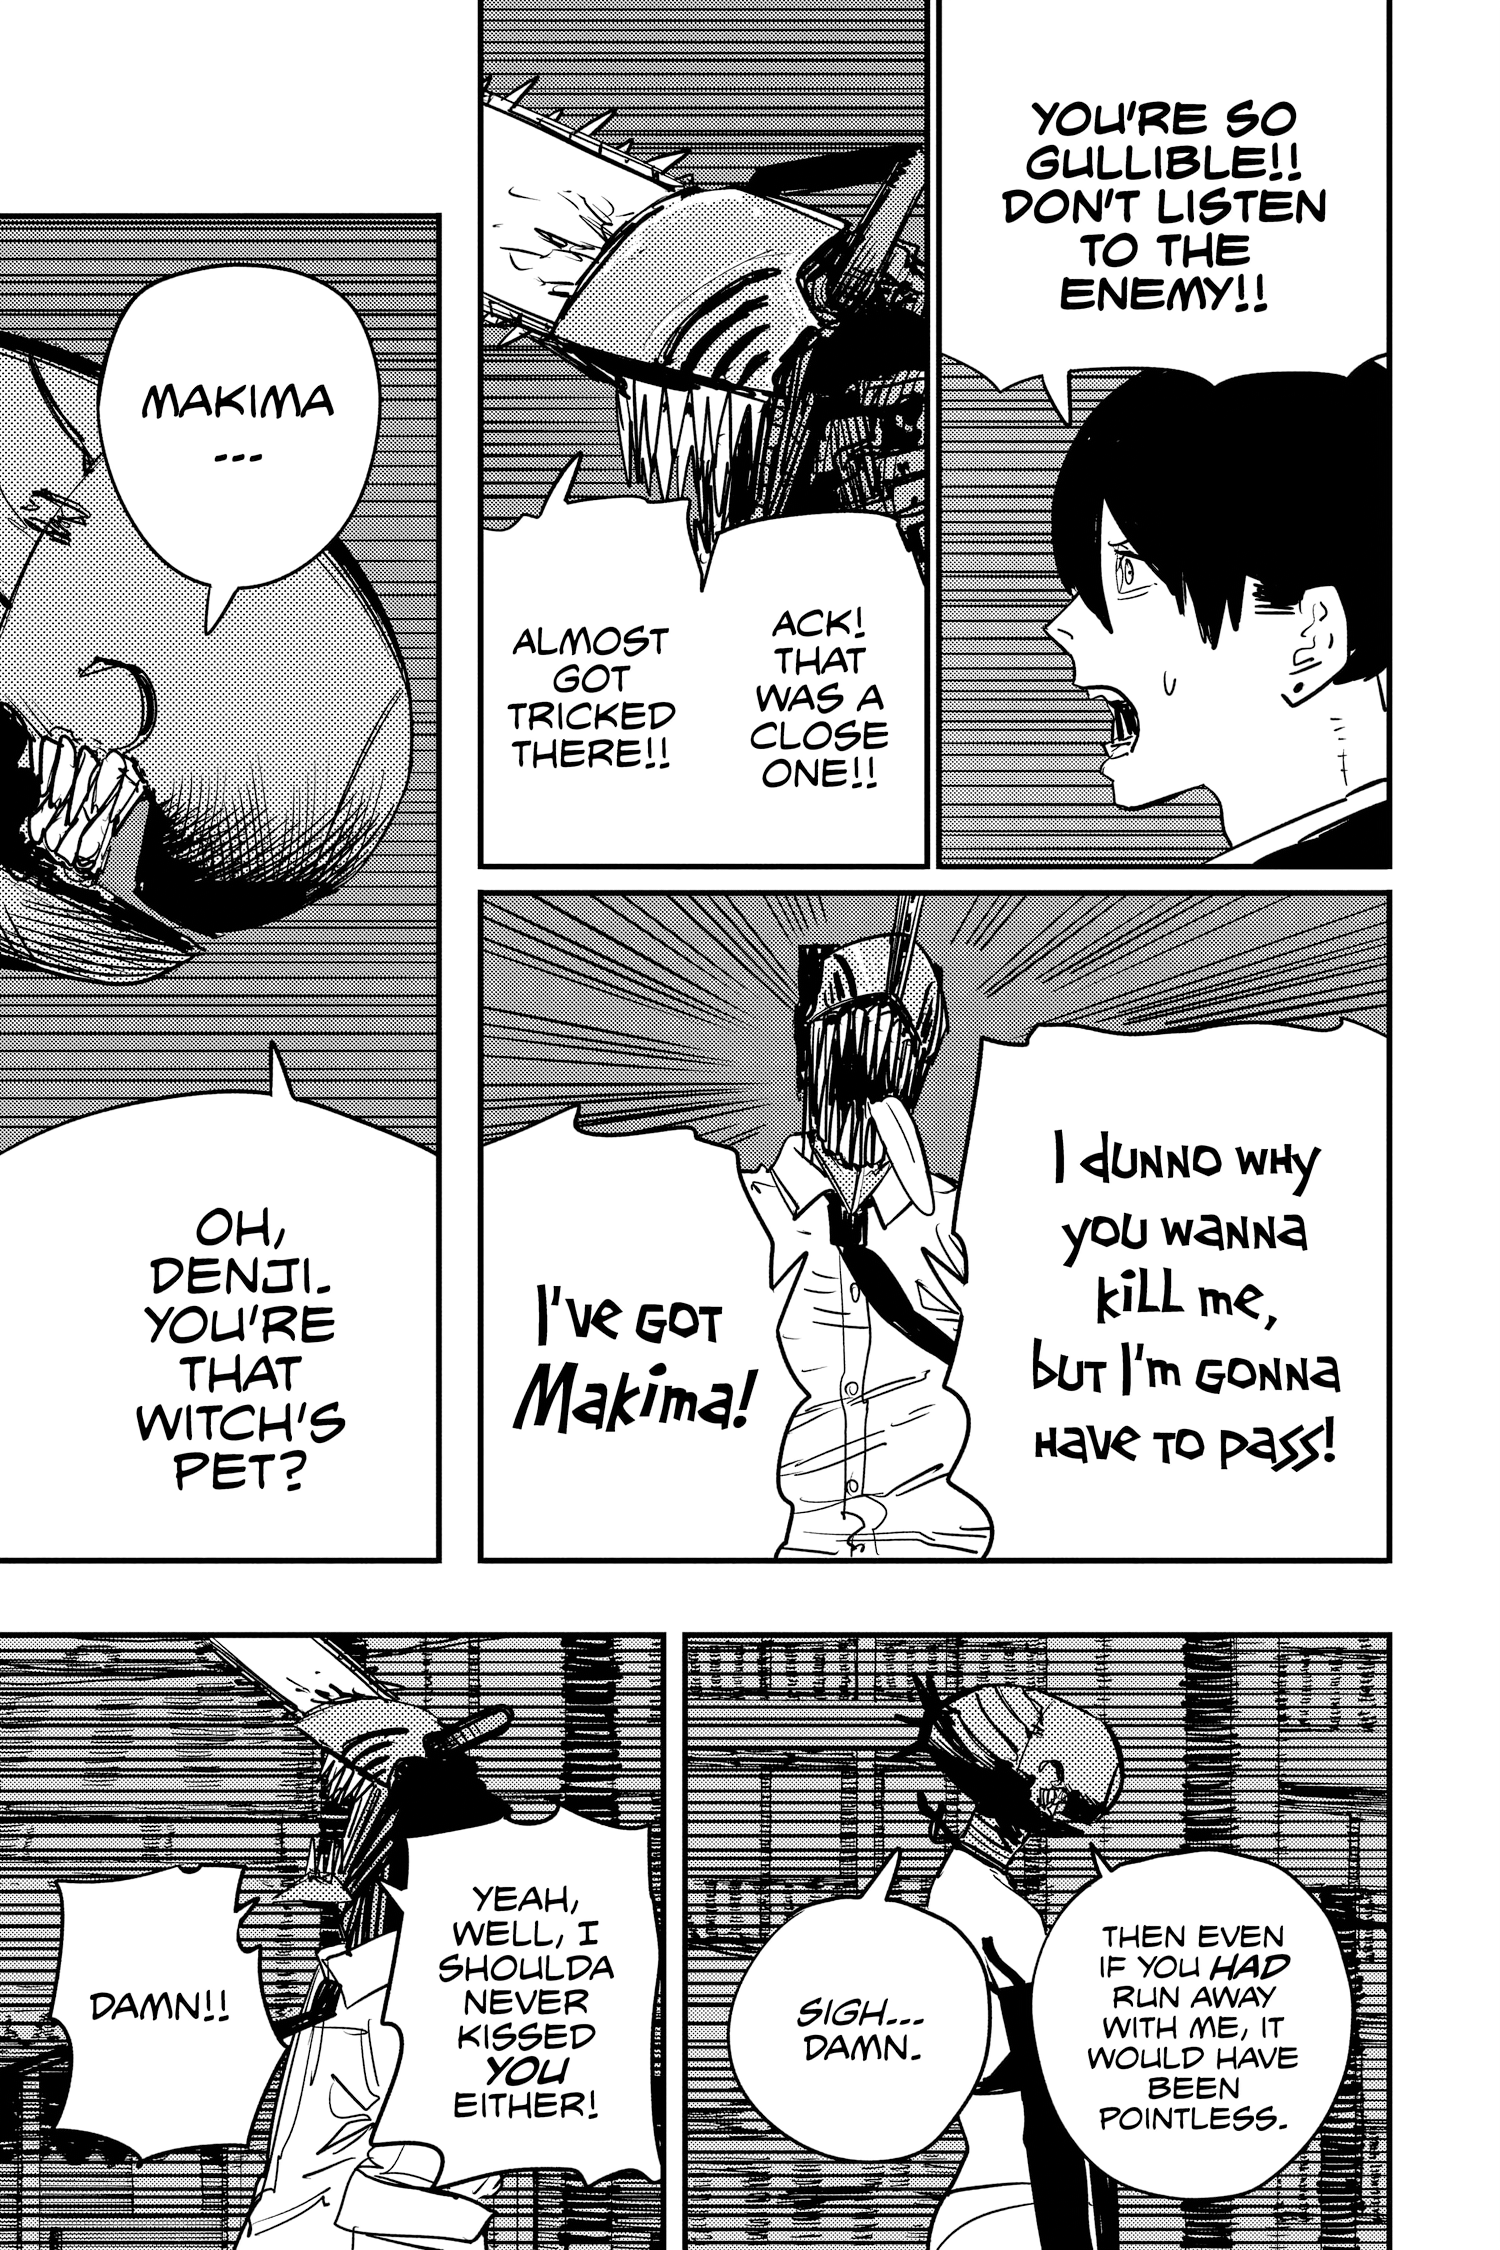 YOU'RE SO
GULLIBLE!!
DON'T LISTEN
TO THE
ENEMY!!
ACK!
THAT
WAS A
CLOSE
ONE!!
ALMOST
GOT
TRICKED
THERE!!
I DUNNO WHY
YOU WANNA
KILL ME,
BUT I'M GONNA
HAVE TO PASS!
I'VE GOT
MAKIMA!
MAKIMA
...
OH,
DENJI.
YOU'RE
THAT
WITCH'S
PET?
THEN EVEN
IF YOU HAD
RUN AWAY
WITH ME, IT
WOULD HAVE
BEEN
POINTLESS.
SIGH...
DAMN.
YEAH,
WELL, I
SHOULDA
NEVER
KISSED
YOU
EITHER!
DAMN!!